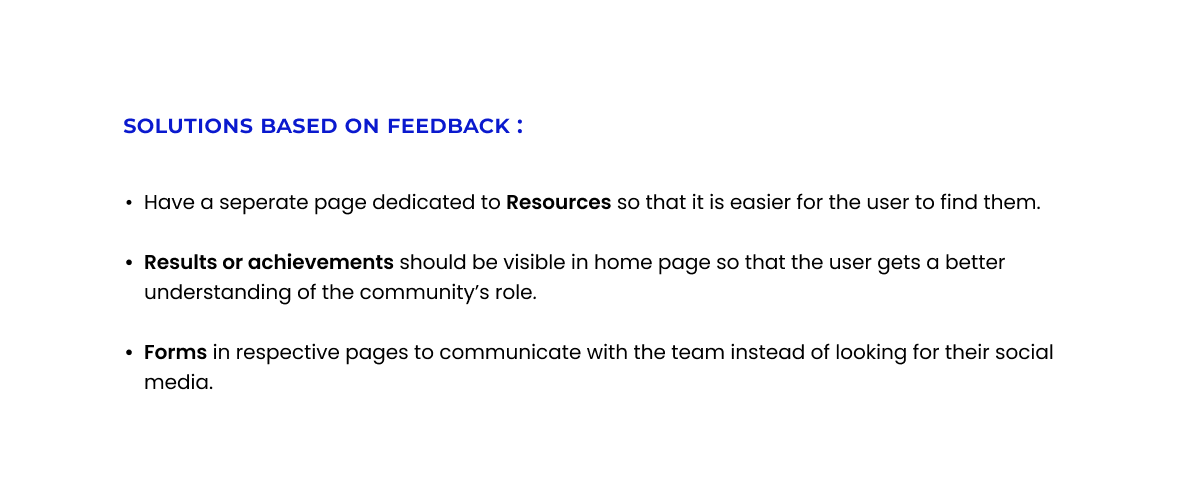 SOLUTIONS BASED ON FEEDBACK :
• Have a seperate page dedicated to Resources so that it is easier for the user to find them.
• Results or achievements should be visible in home page so that the user gets a better
understanding of the community's role.
• Forms in respective pages to communicate with the team instead of looking for their social
media.